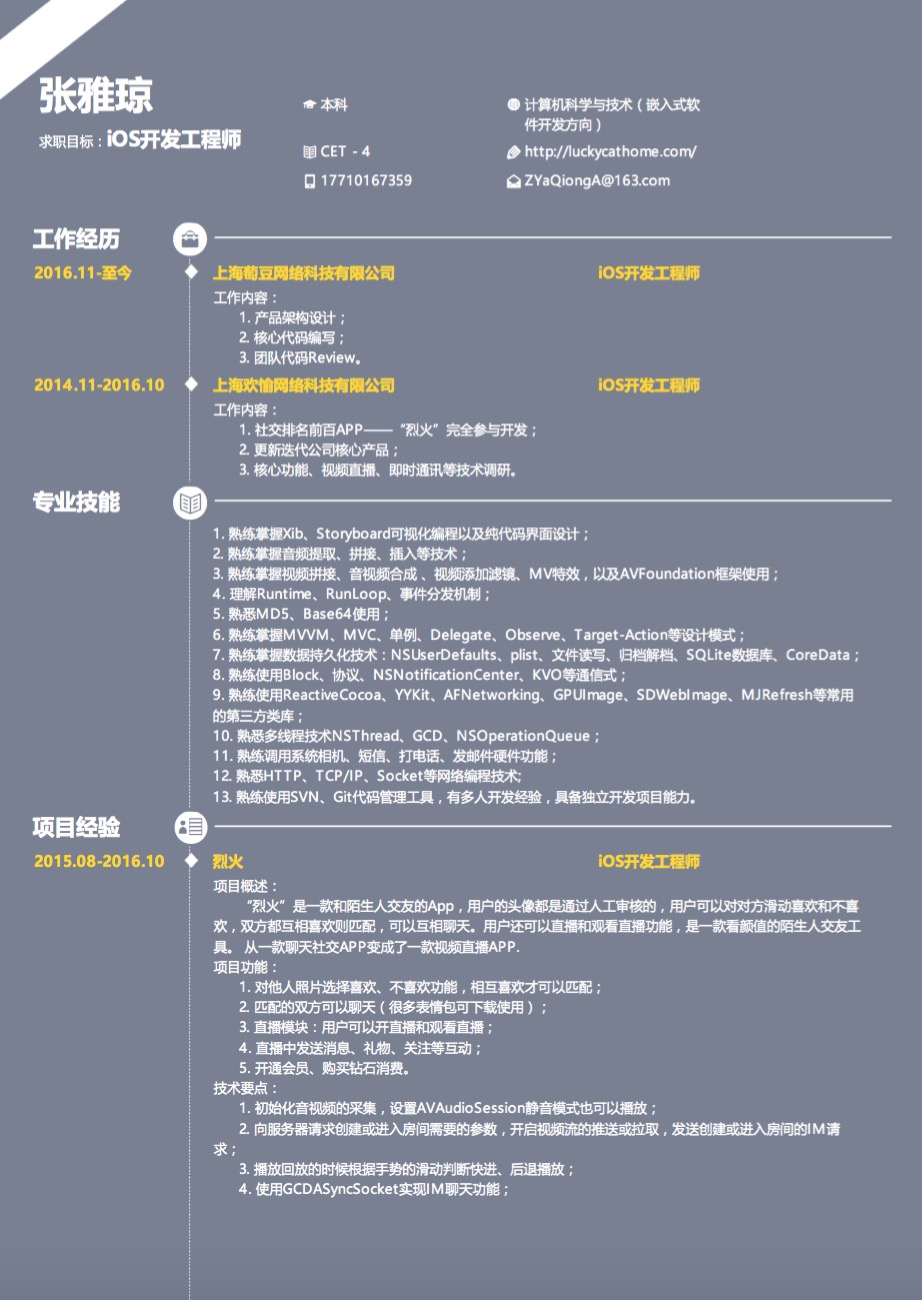 张雅琼
求职目标：iOS开发工程师
本科
计算机科学与技术（嵌入式软
件开发方向）
CET - 4
http://luckycathome.com/
17710167359
ZYaQiongA@163.com
工作经历
2016.11-至今 上海萄豆网络科技有限公司 iOS开发工程师
工作内容：
1. 产品架构设计；
2. 核心代码编写；
3. 团队代码Review。
2014.11-2016.10 上海欢愉网络科技有限公司 iOS开发工程师
工作内容：
1. 社交排名前百APP——“烈火”完全参与开发；
2. 更新迭代公司核心产品；
3. 核心功能、视频直播、即时通讯等技术调研。
专业技能
1. 熟练掌握Xib、Storyboard可视化编程以及纯代码界面设计；
2. 熟练掌握音频提取、拼接、插入等技术；
3. 熟练掌握视频拼接、音视频合成 、视频添加滤镜、MV特效，以及AVFoundation框架使用；
4. 理解Runtime、RunLoop、事件分发机制；
5. 熟悉MD5、Base64使用；
6. 熟练掌握MVVM、MVC、单例、Delegate、Observe、Target-Action等设计模式；
7. 熟练掌握数据持久化技术：NSUserDefaults、plist、文件读写、归档解档、SQLite数据库、CoreData；
8. 熟练使用Block、协议、NSNotificationCenter、KVO等通信式；
9. 熟练使用ReactiveCocoa、YYKit、AFNetworking、GPUImage、SDWebImage、MJRefresh等常用
的第三方类库；
10. 熟悉多线程技术NSThread、GCD、NSOperationQueue；
11. 熟练调用系统相机、短信、打电话、发邮件硬件功能；
12. 熟悉HTTP、TCP/IP、Socket等网络编程技术;
13. 熟练使用SVN、Git代码管理工具，有多人开发经验，具备独立开发项目能力。
项目经验
2015.08-2016.10 烈火 iOS开发工程师
项目概述：
“烈火”是一款和陌生人交友的App，用户的头像都是通过人工审核的，用户可以对对方滑动喜欢和不喜
欢，双方都互相喜欢则匹配，可以互相聊天。用户还可以直播和观看直播功能，是一款看颜值的陌生人交友工
具。 从一款聊天社交APP变成了一款视频直播APP.
项目功能：
1. 对他人照片选择喜欢、不喜欢功能，相互喜欢才可以匹配；
2. 匹配的双方可以聊天（很多表情包可下载使用）；
3. 直播模块：用户可以开直播和观看直播；
4. 直播中发送消息、礼物、关注等互动；
5. 开通会员、购买钻石消费。
技术要点：
1. 初始化音视频的采集，设置AVAudioSession静音模式也可以播放；
2. 向服务器请求创建或进入房间需要的参数，开启视频流的推送或拉取，发送创建或进入房间的IM请
求；
3. 播放回放的时候根据手势的滑动判断快进、后退播放；
4. 使用GCDASyncSocket实现IM聊天功能；